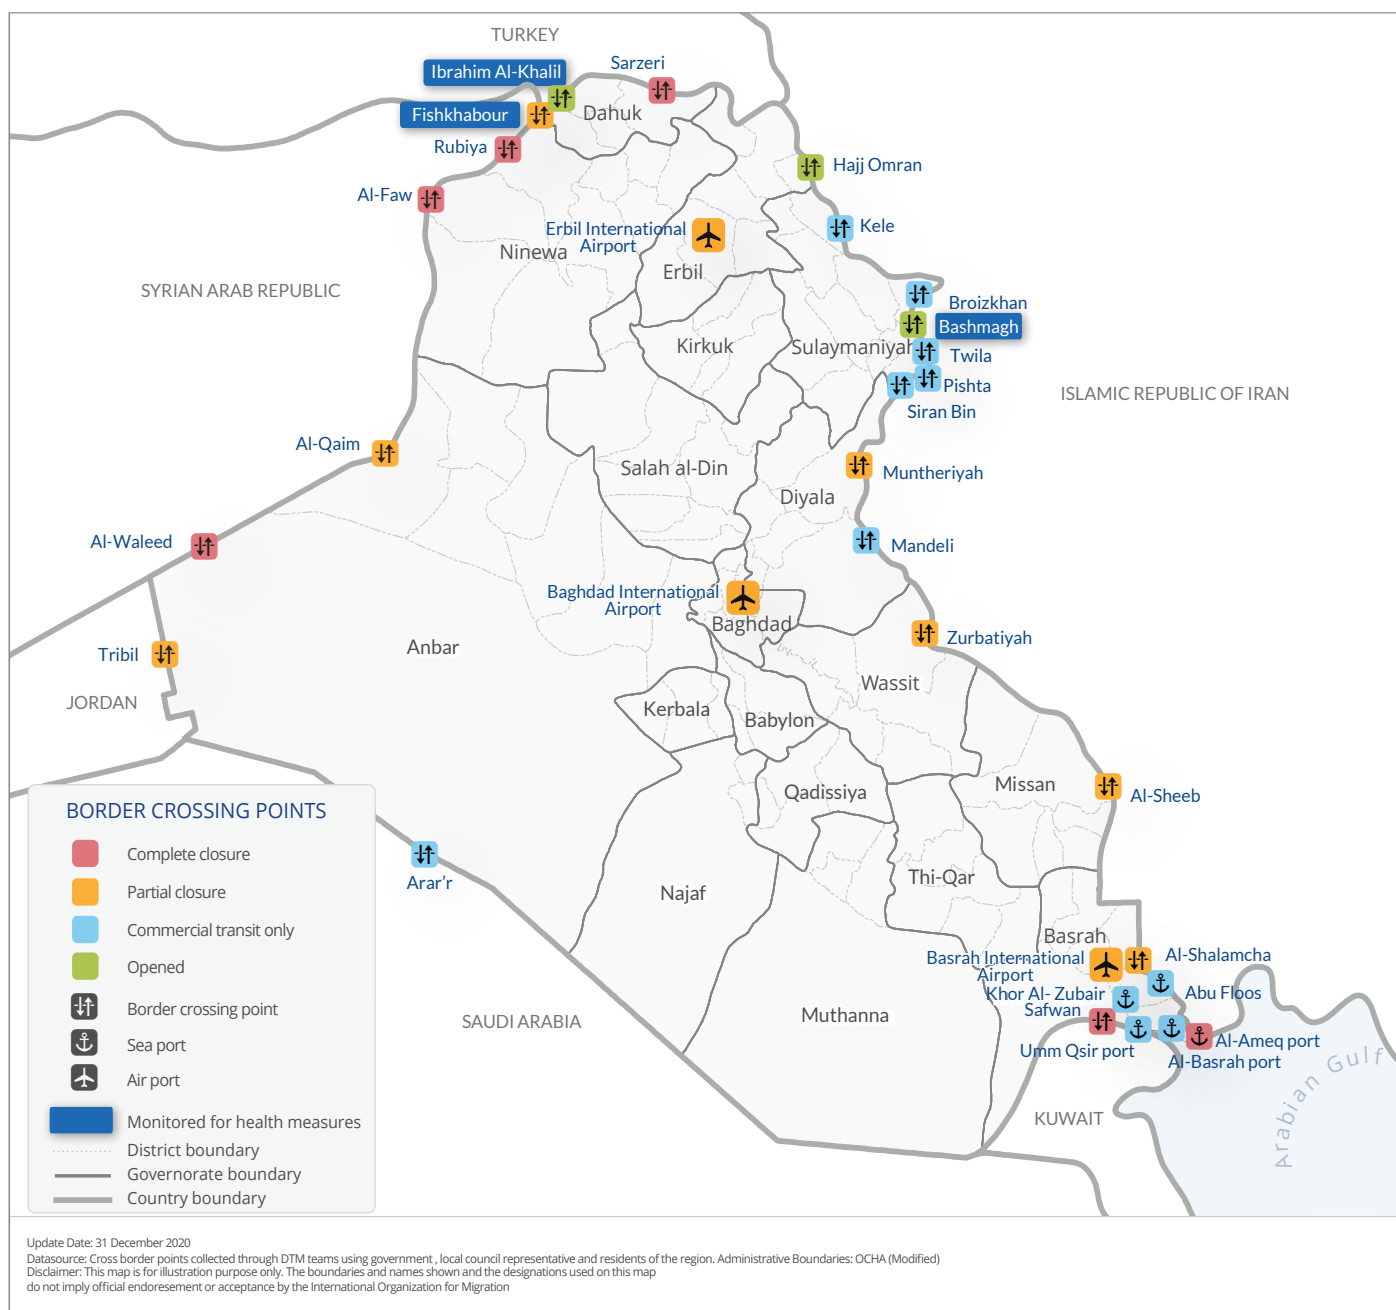 TURKEY
Ibrahim Al-Khalil
Sarzeri
Fishkhabour
Dahuk
Rubiya
Hajj Omran
Al-Faw
Kele
Erbil International
Airport
Ninewa
Erbil
SYRIAN ARAB REPUBLIC
Broizkhan
Bashmagh
Kirkuk
Sulaymaniyah
Twila
Pishta
ISLAMIC REPUBLIC OF IRAN
Siran Bin
Al-Qaim
Salah al-Din
Muntheriyah
Diyala
Al-Waleed
Mandeli
Baghdad International
Airport
Baghdad
Zurbatiyah
Anbar
Tribil
Wassit
JORDAN
Kerbala
Babylon
Missan
Qadissiya
Al-Sheeb
BORDER CROSSING POINTS
Complete closure
Partial closure
Commercial transit only
Opened
Border crossing point
Sea port
Air port
Monitored for health measures
District boundary
Governorate boundary
Country boundary
Arar'r
Najaf
Thi-Qar
Basrah
Basrah International
Airport
Al-Shalamcha
Khor Al- Zubair
Abu Floos
Safwan
Muthanna
SAUDI ARABIA
Umm Qsir port
Al-Ameq port
Al-Basrah port
KUWAIT
Arabian Gulf
Update Date: 31 December 2020
Datasource: Cross border points collected through DTM teams using government , local council representative and residents of the region. Administrative Boundaries: OCHA (Modified)
Disclaimer: This map is for illustration purpose only. The boundaries and names shown and the designations used on this map
do not imply official endoresement or acceptance by the International Organization for Migration